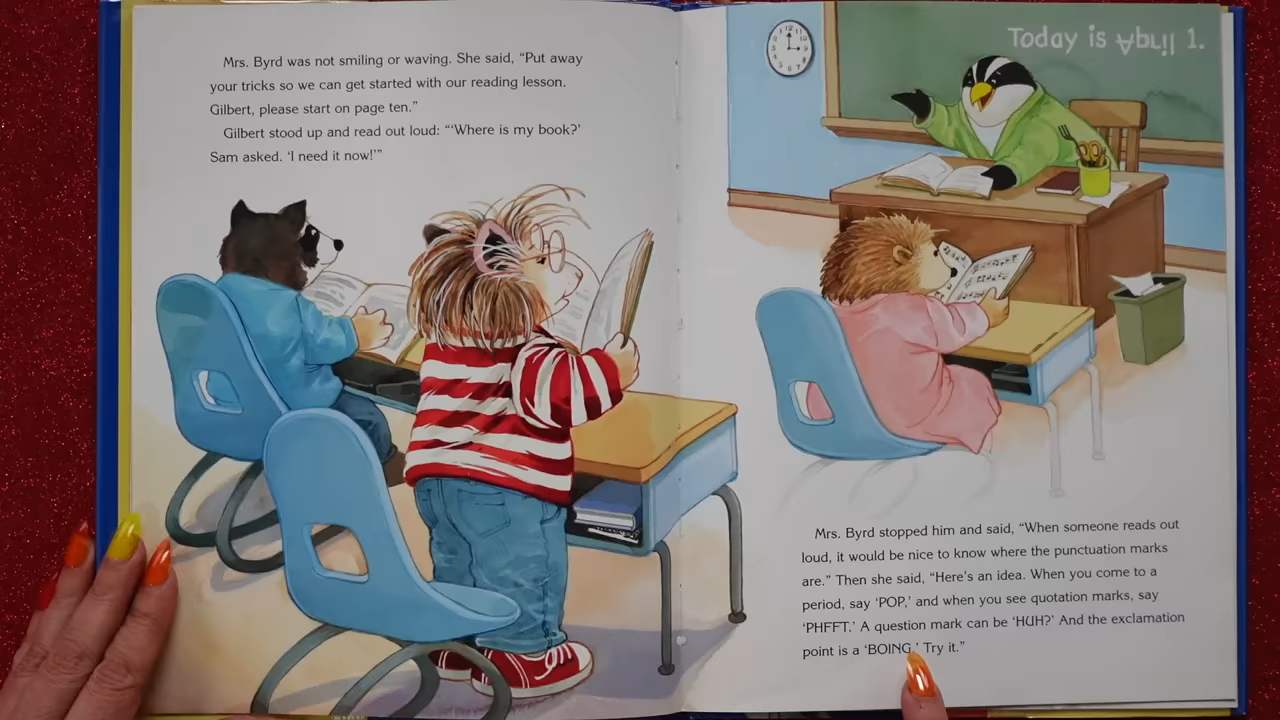 Mrs. Byrd was not smiling or waving. She said, “Put away
your tricks so we can get started with our reading lesson.
Gilbert, please start on page ten.”
Gilbert stood up and read out loud: “‘Where is my book?’
Sam asked. ‘I need it now!’”
Today is April 1.
Mrs. Byrd stopped him and said, “When someone reads out
loud, it would be nice to know where the punctuation marks
are.” Then she said, “Here’s an idea. When you come to a
period, say ‘POP,’ and when you see quotation marks, say
‘PHFFT.’ A question mark can be ‘HUH?’ And the exclamation
point is a ‘BOING.’ Try it.”